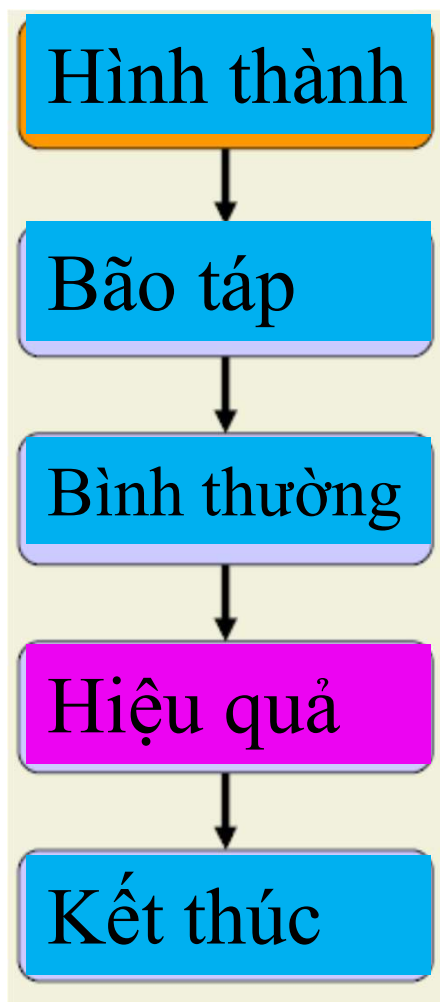 Hình thành
Bão táp
Bình thường
Hiệu quả
Kết thúc